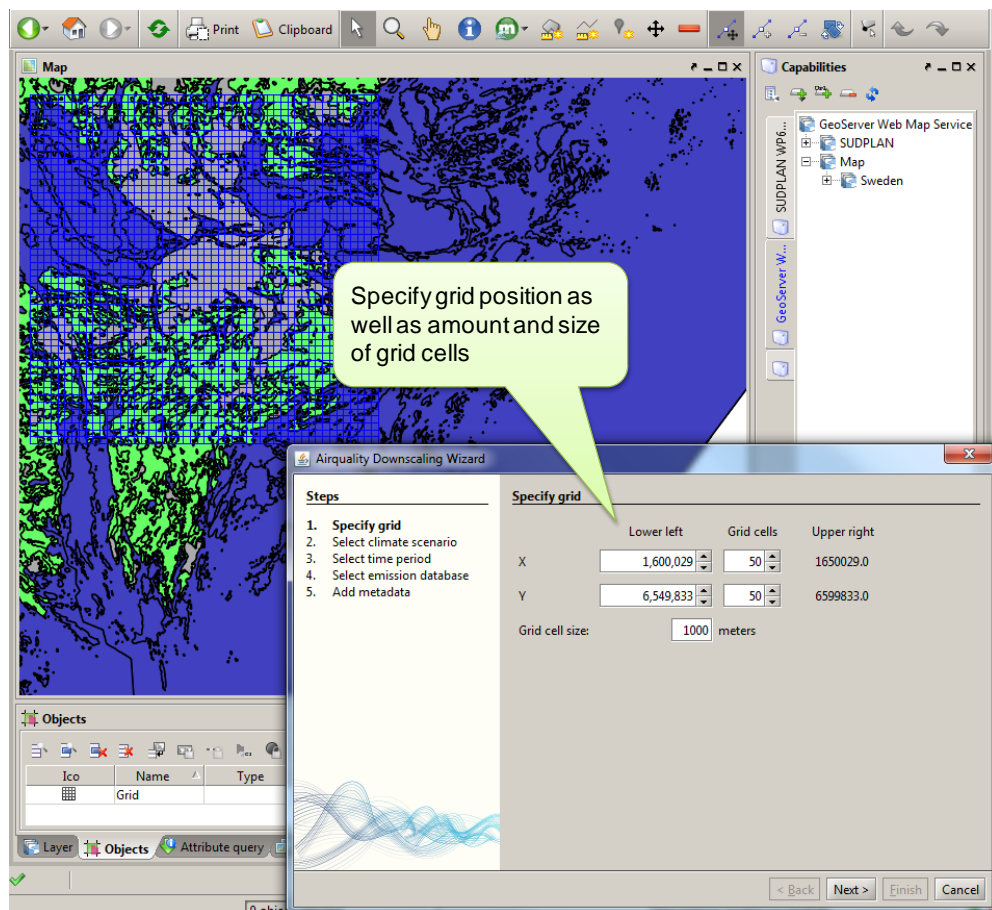 Print
Clipboard
Map
Capabilities
SUDPLAN WP6...
GeoServer W...
GeoServer Web Map Service
SUDPLAN
Map
Sweden
Specify grid position as
well as amount and size
of grid cells
Airquality Downscaling Wizard
Steps
1. Specify grid
2. Select climate scenario
3. Select time period
4. Select emission database
5. Add metadata
Specify grid
Lower left Grid cells Upper right
X 1,600,029 50 1650029.0
Y 6,549,833 50 6599833.0
Grid cell size: 1000 meters
Objects
Ico Name Type
Grid
Layer Objects Attribute query
< Back Next > Finish Cancel